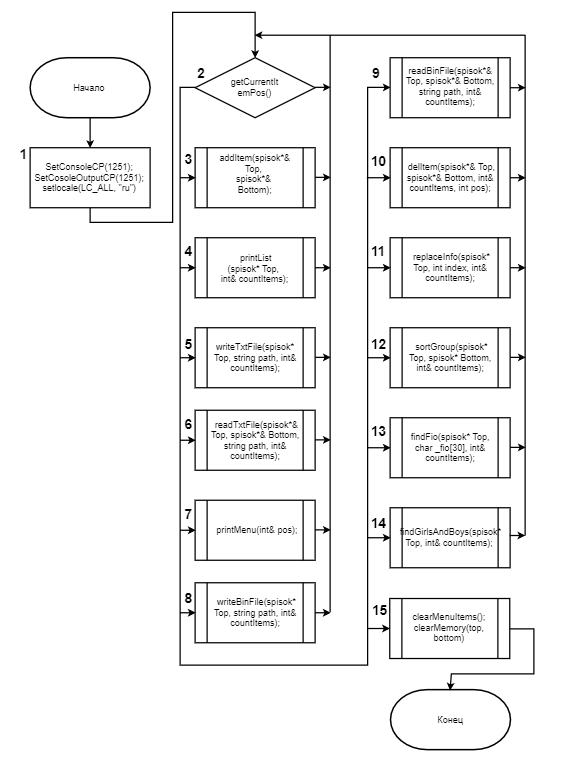 Начало
1
SetConsoleCP(1251);
SetCosoleOutputCP(1251);
setlocale(LC_ALL, "ru")
2
getCurrentIt
emPos()
3
addItem(spisok*&
Top,
spisok*&
Bottom);
4
printList
(spisok* Top,
int& countItems);
5
writeTxtFile(spisok*
Top, string path, int&
countItems);
6
readTxtFile(spisok*&
Top, spisok*& Bottom,
string path, int&
countItems);
7
printMenu(int& pos);
8
writeBinFile(spisok*
Top, string path, int&
countItems);
9
readBinFile(spisok*&
Top, spisok*& Bottom,
string path, int&
countItems);
10
delItem(spisok*& Top,
spisok*& Bottom, int&
countItems, int pos);
11
replaceInfo(spisok*
Top, int index, int&
countItems);
12
sortGroup(spisok*
Top, spisok* Bottom,
int& countItems);
13
findFio(spisok* Top,
char _fio[30], int&
countItems);
14
findGirlsAndBoys(spisok*
Top, int& countItems);
15
clearMenuItems();
clearMemory(top,
bottom)
Конец